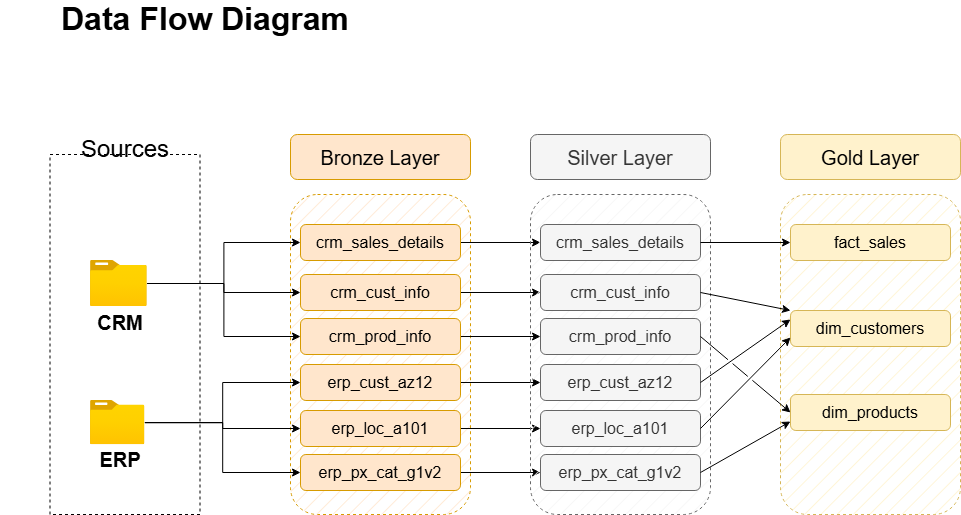 Data Flow Diagram
Sources
Bronze Layer
Silver Layer
Gold Layer
crm_sales_details
crm_sales_details
fact_sales
crm_cust_info
crm_cust_info
CRM
crm_prod_info
crm_prod_info
dim_customers
erp_cust_az12
erp_cust_az12
dim_products
erp_loc_a101
erp_loc_a101
ERP
erp_px_cat_g1v2
erp_px_cat_g1v2